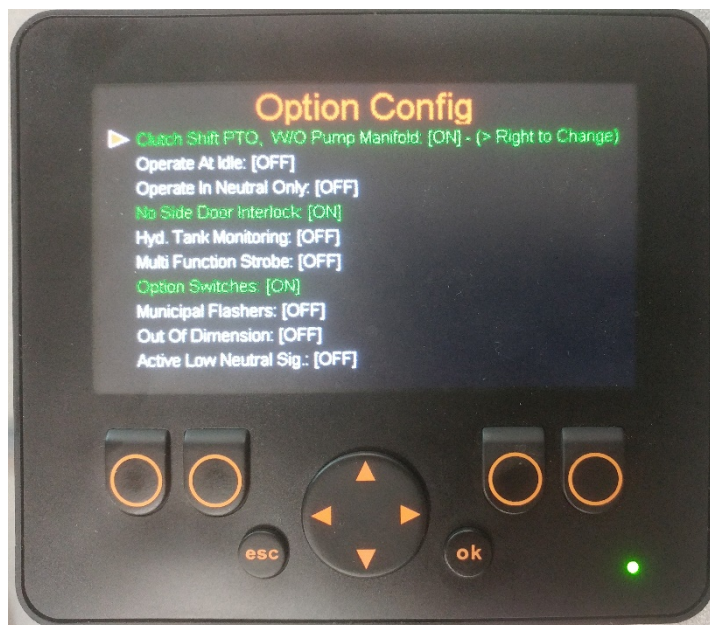 Option Config
Clutch Shift PTO, W/O Pump Manifold: [ON] - (> Right to Change)
Operate At Idle: [OFF]
Operate In Neutral Only: [OFF]
No Side Door Interlock: [ON]
Hyd. Tank Monitoring: [OFF]
Multi Function Strobe: [OFF]
Option Switches: [ON]
Municipal Flashers: [OFF]
Out Of Dimension: [OFF]
Active Low Neutral Sig.: [OFF]
esc
ok